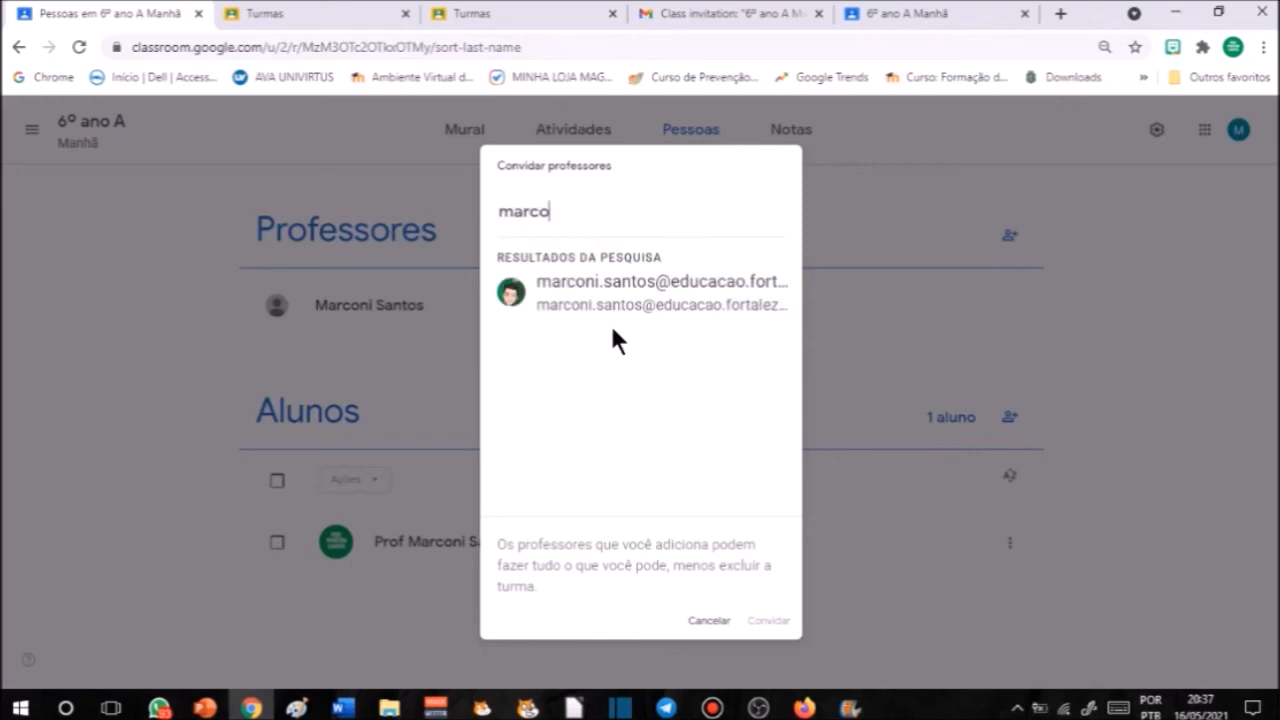 Pessoas em 6º ano A Manhã
Turmas
Turmas
Class invitation: "6º ano A M
6º ano A Manhã
classroom.google.com/u/2/r/MzM3OTc2OTkxOTMy/sort-last-name
Chrome
Início | Dell | Access...
AVA UNIVIRTUS
Ambiente Virtual d...
MINHA LOJA MAG...
Curso de Prevenção...
Google Trends
Curso: Formação d...
Downloads
»
Outros favoritos
6º ano A
Manhã
Mural
Atividades
Pessoas
Notas
M
Convidar professores
marco
RESULTADOS DA PESQUISA
marconi.santos@educacao.fort...
marconi.santos@educacao.fortalez...
Professores
Marconi Santos
Alunos
1 aluno
Ações
Prof Marconi S
Os professores que você adiciona podem
fazer tudo o que você pode, menos excluir a
turma.
Cancelar
Convidar
POR
PTB
20:37
16/05/2021